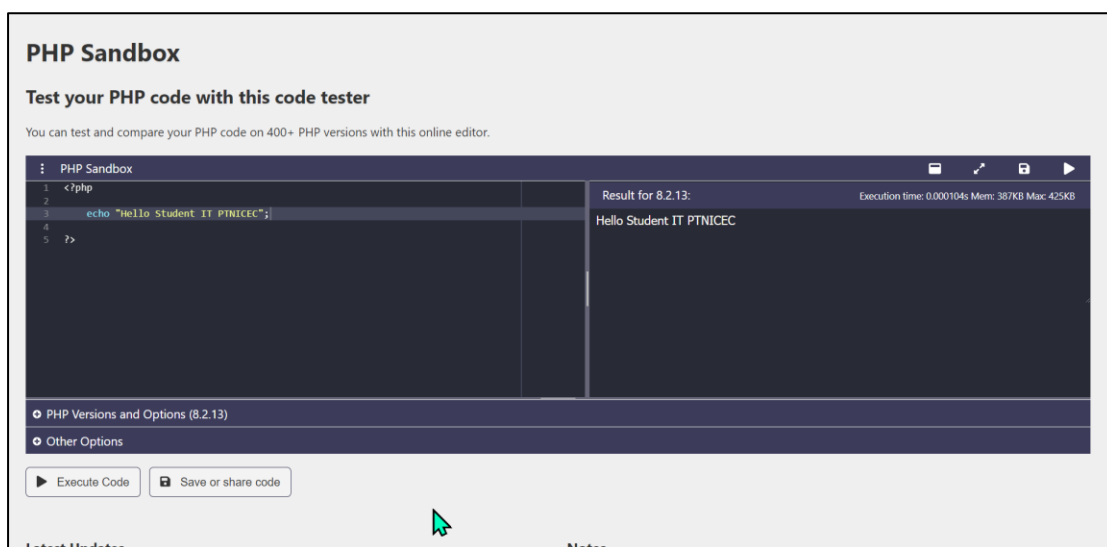 PHP Sandbox
Test your PHP code with this code tester
You can test and compare your PHP code on 400+ PHP versions with this online editor.
PHP Sandbox
1 <?php
2
3 echo "Hello Student IT PTNICEC";
4
5 ?>
Result for 8.2.13:
Execution time: 0.000104s Mem: 387KB Max: 425KB
Hello Student IT PTNICEC
PHP Versions and Options (8.2.13)
Other Options
Execute Code
Save or share code
Latest Updates
Notes